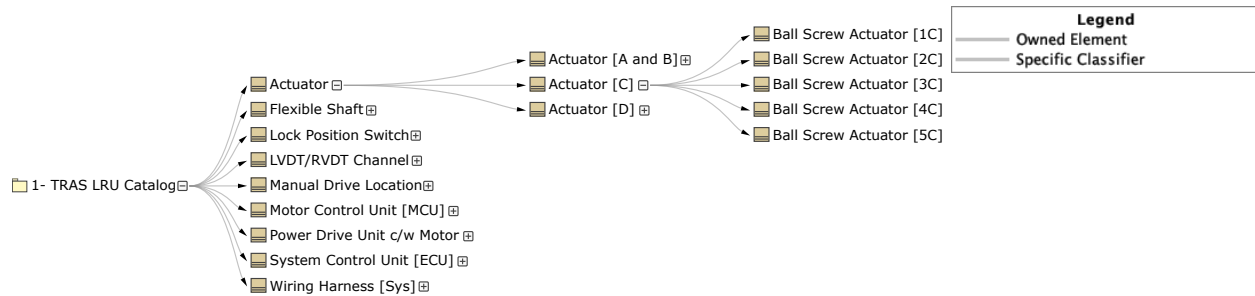 1- TRAS LRU Catalog
Actuator
Flexible Shaft
Lock Position Switch
LVDT/RVDT Channel
Manual Drive Location
Motor Control Unit [MCU]
Power Drive Unit c/w Motor
System Control Unit [ECU]
Wiring Harness [Sys]
Actuator [A and B]
Actuator [C]
Actuator [D]
Ball Screw Actuator [1C]
Ball Screw Actuator [2C]
Ball Screw Actuator [3C]
Ball Screw Actuator [4C]
Ball Screw Actuator [5C]
Legend
Owned Element
Specific Classifier